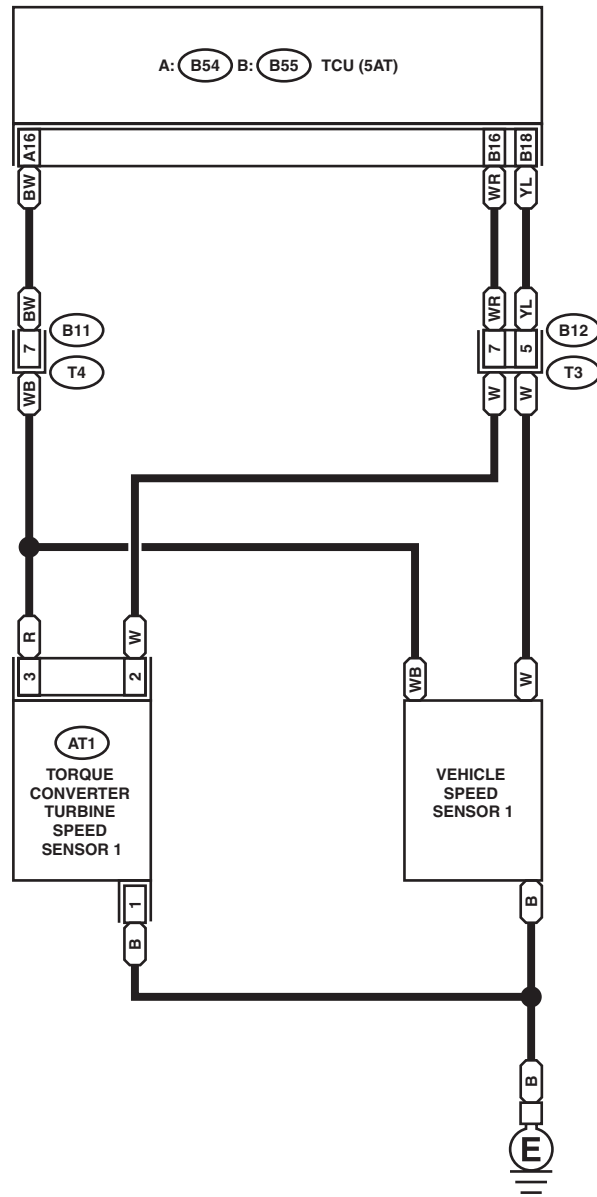 A: B54 B: B55 TCU (5AT)
A16
B16
B18
BW
WR
YL
BW
WR
YL
7
B11
7
5
B12
T4
T3
WB
W
W
R
W
3
2
WB
W
AT1
TORQUE
CONVERTER
TURBINE
SPEED
SENSOR 1
VEHICLE
SPEED
SENSOR 1
1
B
B
B
E